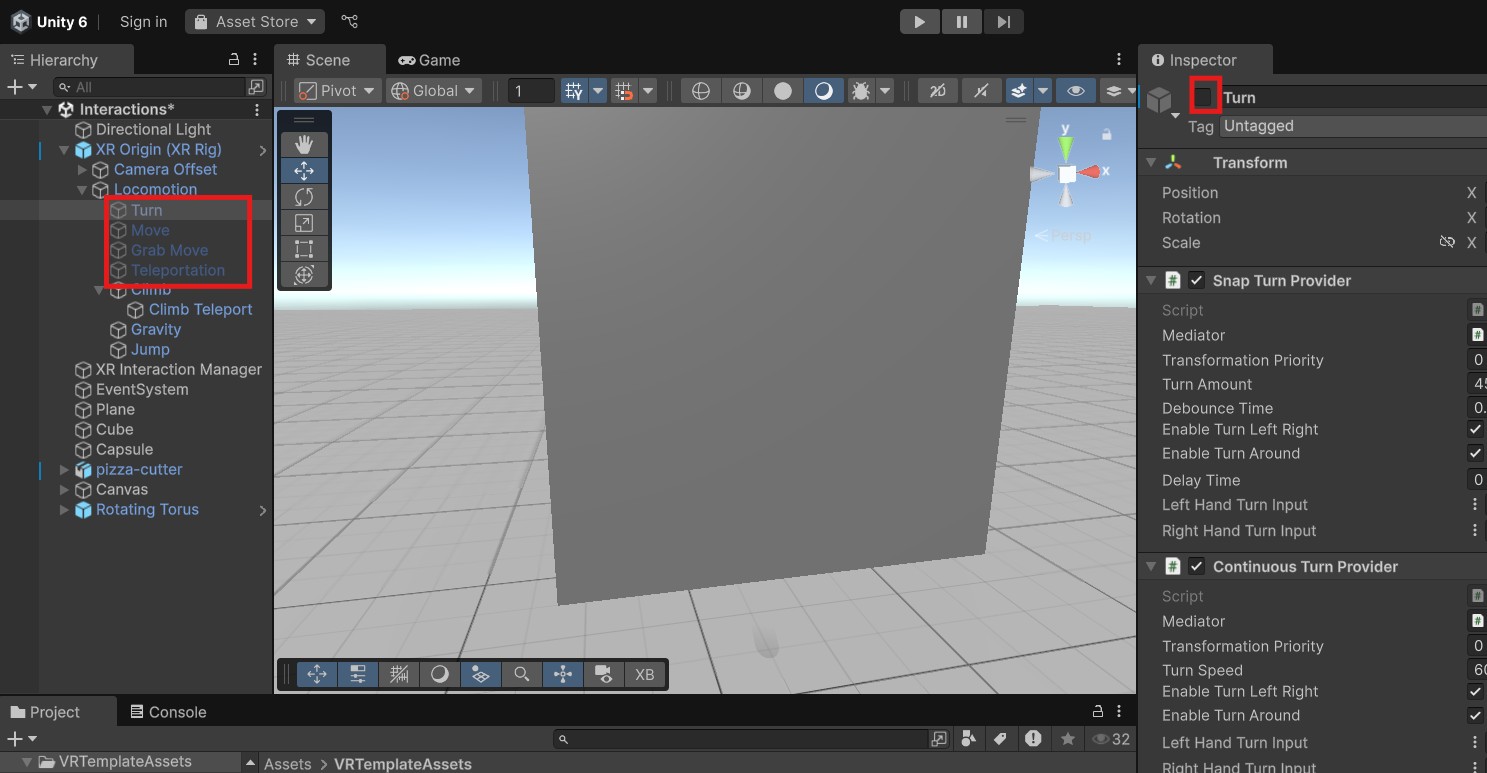 Unity 6
Sign in
Asset Store
Hierarchy
All
Interactions*
Directional Light
XR Origin (XR Rig)
Camera Offset
Locomotion
Turn
Move
Grab Move
Teleportation
Climb
Climb Teleport
Gravity
Jump
XR Interaction Manager
EventSystem
Plane
Cube
Capsule
pizza-cutter
Canvas
Rotating Torus
Scene
Game
Pivot
Global
1
2D
y
x
Persp
XB
Inspector
Turn
Tag Untagged
Transform
Position X
Rotation X
Scale X
Snap Turn Provider
Script
Mediator
Transformation Priority 0
Turn Amount 45
Debounce Time 0.
Enable Turn Left Right
Enable Turn Around
Delay Time 0
Left Hand Turn Input
Right Hand Turn Input
Continuous Turn Provider
Script
Mediator
Transformation Priority 0
Turn Speed 60
Enable Turn Left Right
Enable Turn Around
Left Hand Turn Input
Right Hand Turn Input
Project
Console
32
VRTemplateAssets
Assets > VRTemplateAssets